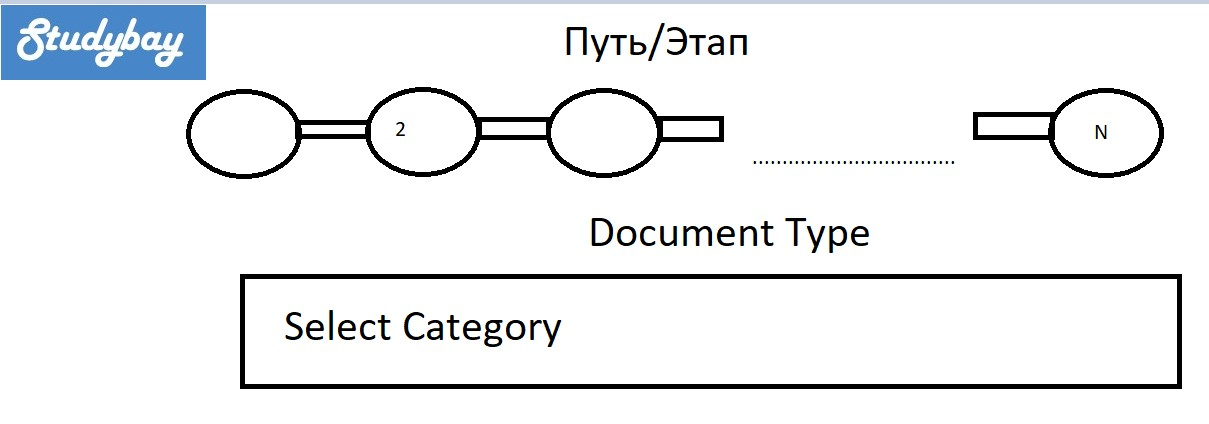 Studybay
Путь/Этап
2
N
Document Type
Select Category